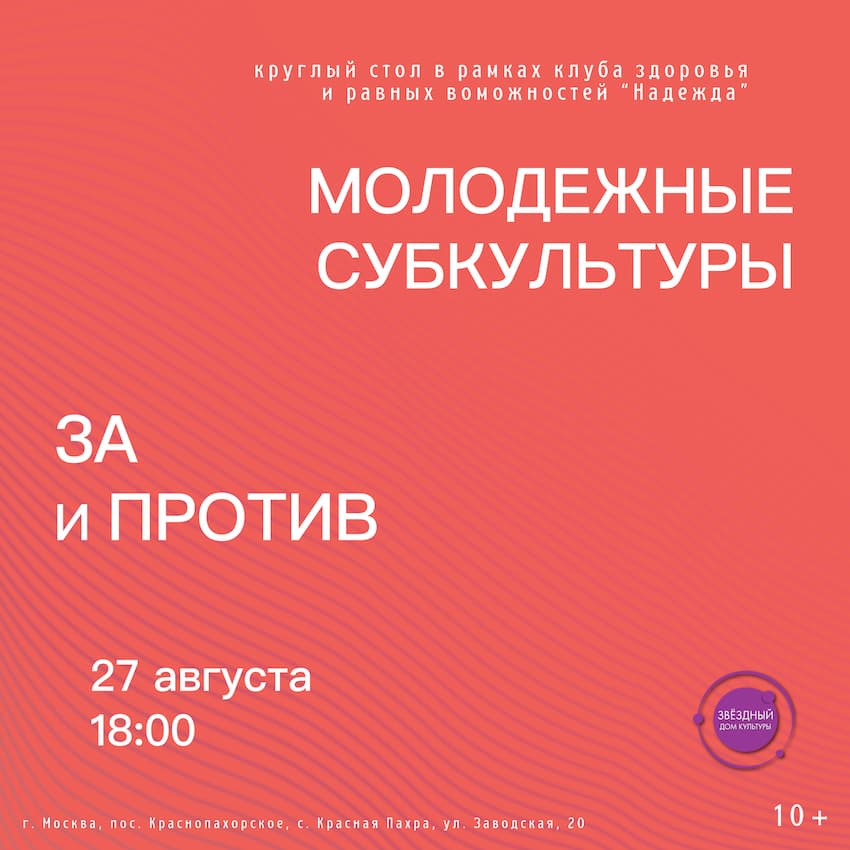 круглый стол в рамках клуба здоровья
и равных воможностей “Надежда”
МОЛОДЕЖНЫЕ
СУБКУЛЬТУРЫ
ЗА
и ПРОТИВ
27 августа
18:00
ЗВЁЗДНЫЙ
ДОМ КУЛЬТУРЫ
г. Москва, пос. Краснопахорское, с. Красная Пахра, ул. Заводская, 20
10+